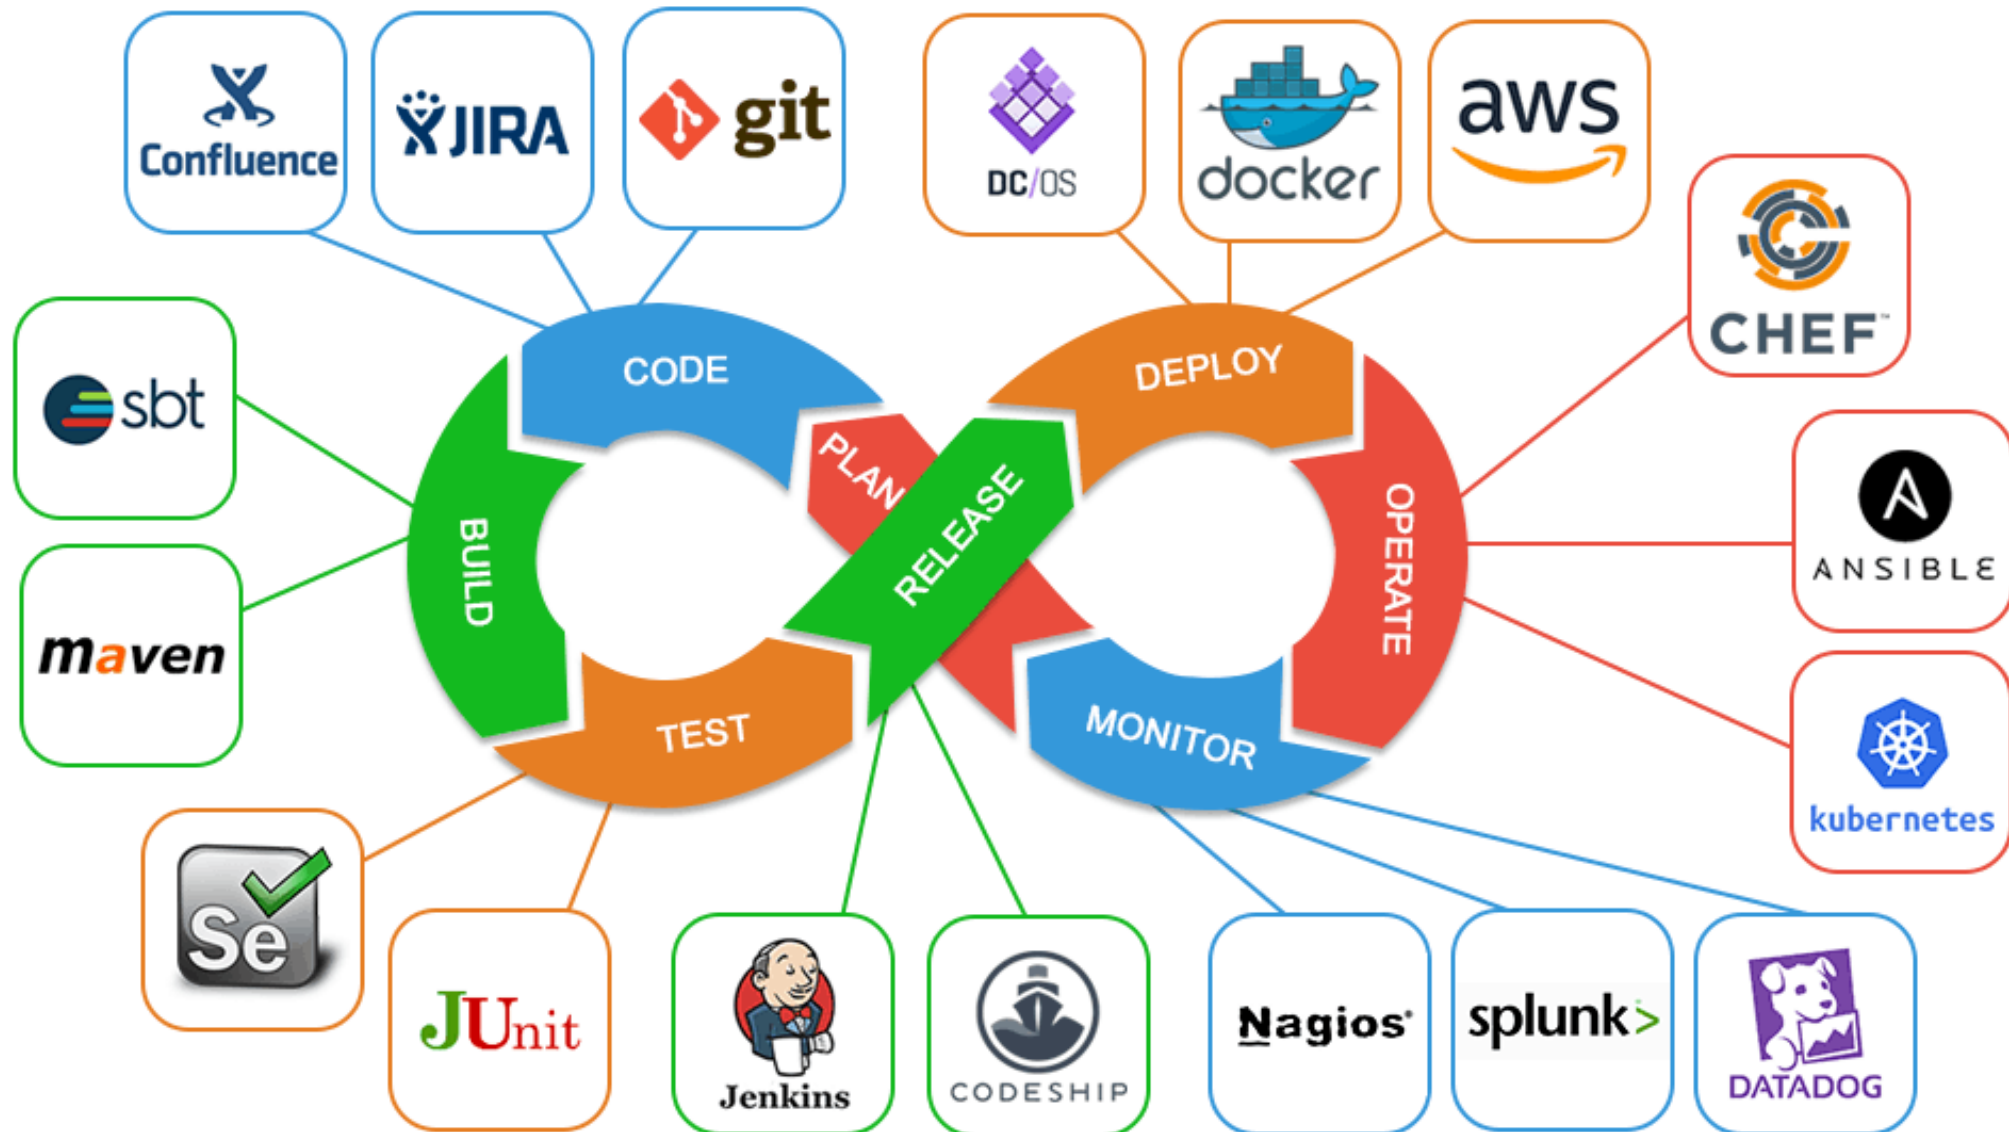 Confluence
JIRA
git
DC/OS
docker
aws
CHEF™
sbt
maven
CODE
DEPLOY
PLAN
RELEASE
BUILD
OPERATE
TEST
MONITOR
ANSIBLE
kubernetes
Se
JUnit
Jenkins
CODESHIP
Nagios®
splunk>
DATADOG